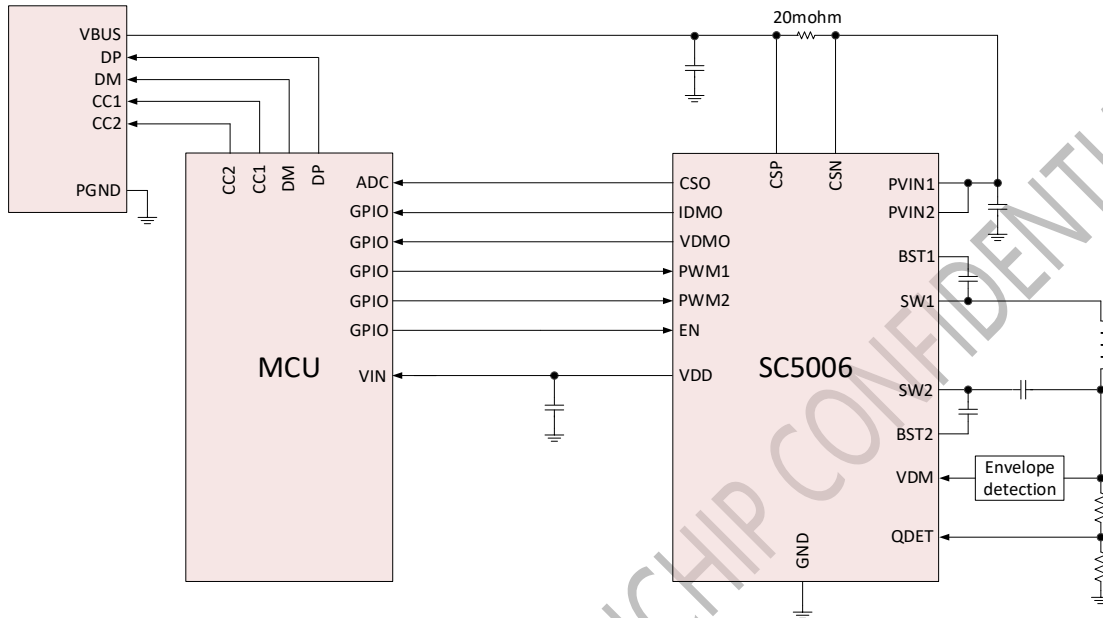 20mohm
VBUS
DP
DM
CC1
CC2
PGND
CC2
CC1
DM
DP
ADC
GPIO
GPIO
GPIO
GPIO
GPIO
VIN
MCU
CSP
CSN
CSO
IDMO
VDMO
PWM1
PWM2
EN
VDD
SC5006
PVIN1
PVIN2
BST1
SW1
SW2
BST2
VDM
QDET
GND
Envelope
detection